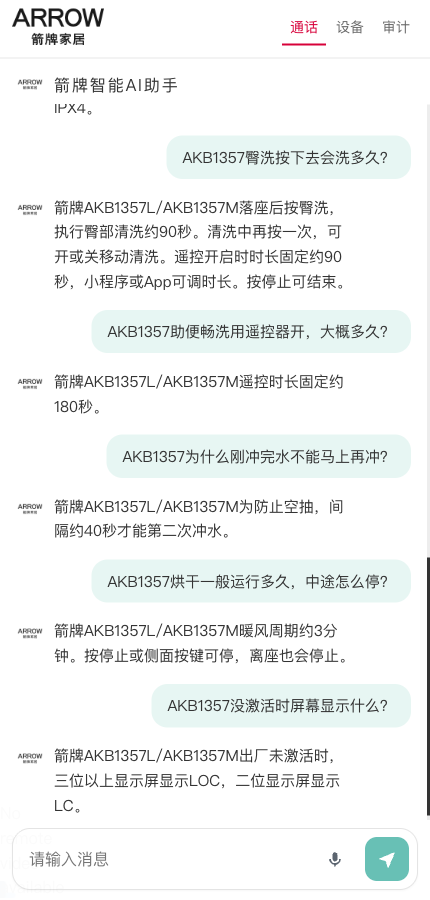 ARROW
箭牌家居
通话 设备 审计
箭牌智能AI助手
IPX4。
AKB1357臀洗按下去会洗多久？
箭牌AKB1357L/AKB1357M落座后按臀洗，
执行臀部清洗约90秒。清洗中再按一次，可
开或关移动清洗。遥控开启时时长固定约90
秒，小程序或App可调时长。按停止可结束。
AKB1357助便畅洗用遥控器开，大概多久？
箭牌AKB1357L/AKB1357M遥控时长固定约
180秒。
AKB1357为什么刚冲完水不能马上再冲？
箭牌AKB1357L/AKB1357M为防止空抽，间
隔约40秒才能第二次冲水。
AKB1357烘干一般运行多久，中途怎么停？
箭牌AKB1357L/AKB1357M暖风周期约3分
钟。按停止或侧面按键可停，离座也会停止。
AKB1357没激活时屏幕显示什么？
箭牌AKB1357L/AKB1357M出厂未激活时，
三位以上显示屏显示LOC，二位显示屏显示
LC。
请输入消息